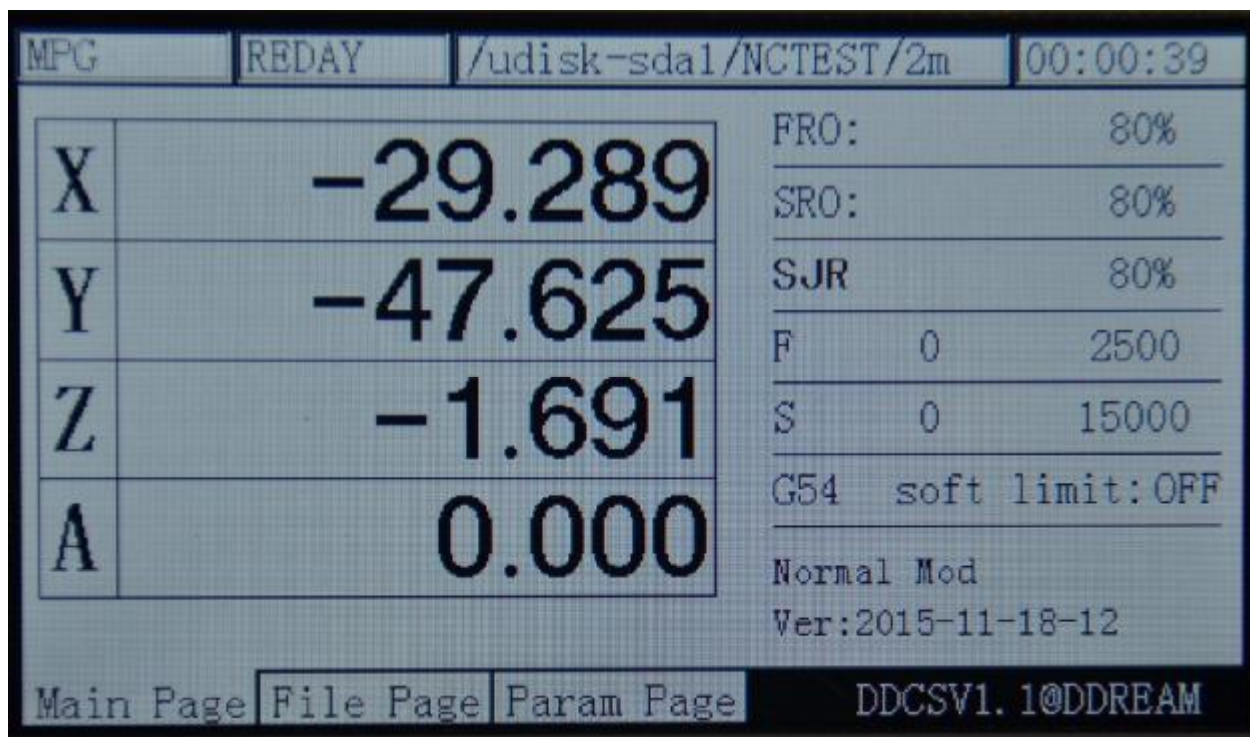 MPG REDAY /udisk-sda1/NCTEST/2m 00:00:39
X -29.289
Y -47.625
Z -1.691
A 0.000
FRO: 80%
SRO: 80%
SJR 80%
F 0 2500
S 0 15000
G54 soft limit:OFF
Normal Mod
Ver:2015-11-18-12
Main Page File Page Param Page DDCSV1.1@DDREAM